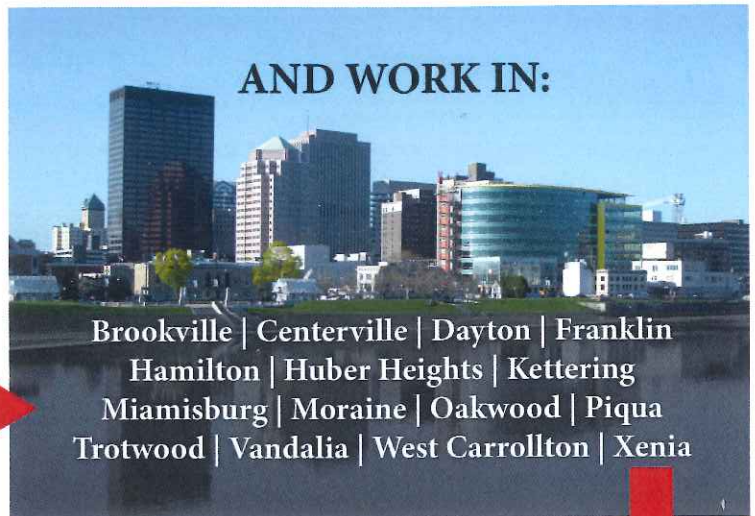 AND WORK IN:
Brookville | Centerville | Dayton | Franklin
Hamilton | Huber Heights | Kettering
Miamisburg | Moraine | Oakwood | Piqua
Trotwood | Vandalia | West Carrollton | Xenia